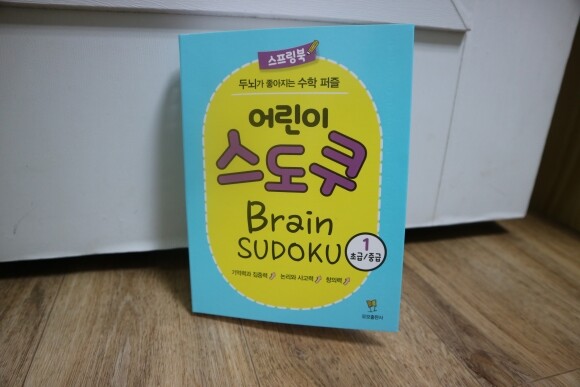 스프링북
두뇌가 좋아지는 수학 퍼즐
어린이
스도쿠
Brain
SUDOKU
1
초급/중급
기억력과 집중력 논리와 사고력 창의력